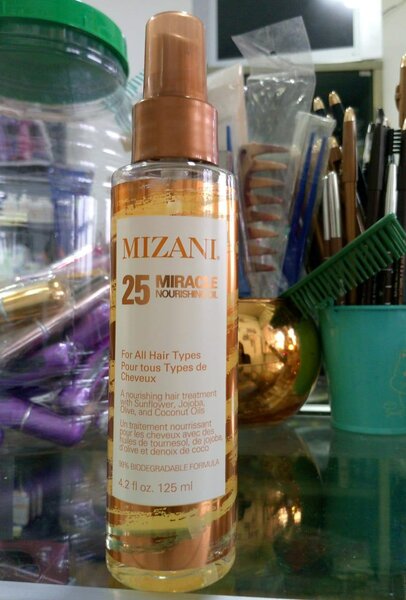 MIZANI®
25 MIRACLE
NOURISHING OIL
For All Hair Types
Pour tous Types de
Cheveux
A nourishing hair treatment
with Sunflower, Jojoba,
Olive, and Coconut Oils
Un traitement nourrissant
pour les cheveux avec des
huiles de tournesol, de jojoba,
d'olive et denoix de coco
98% BIODEGRADABLE FORMULA
4.2 fl oz. 125 ml